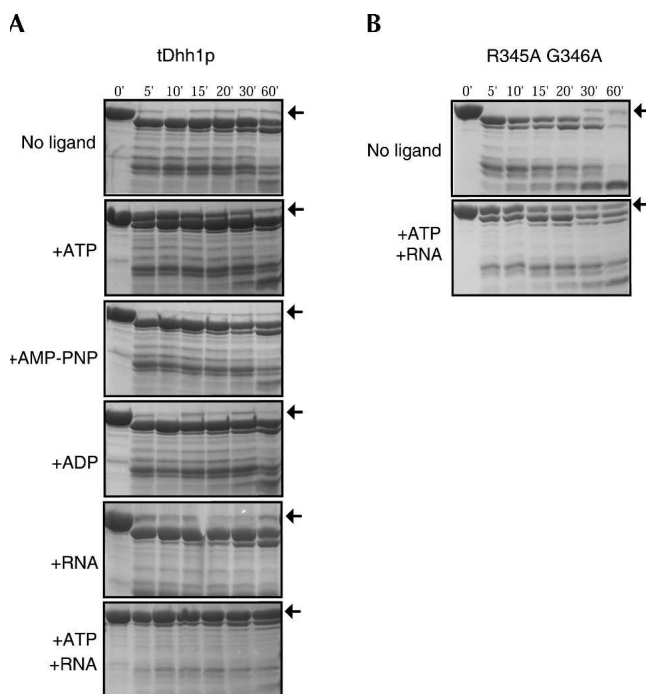 A
tDhh1p
0' 5' 10' 15' 20' 30' 60'
No ligand
+ATP
+AMP-PNP
+ADP
+RNA
+ATP
+RNA
B
R345A G346A
0' 5' 10' 15' 20' 30' 60'
No ligand
+ATP
+RNA